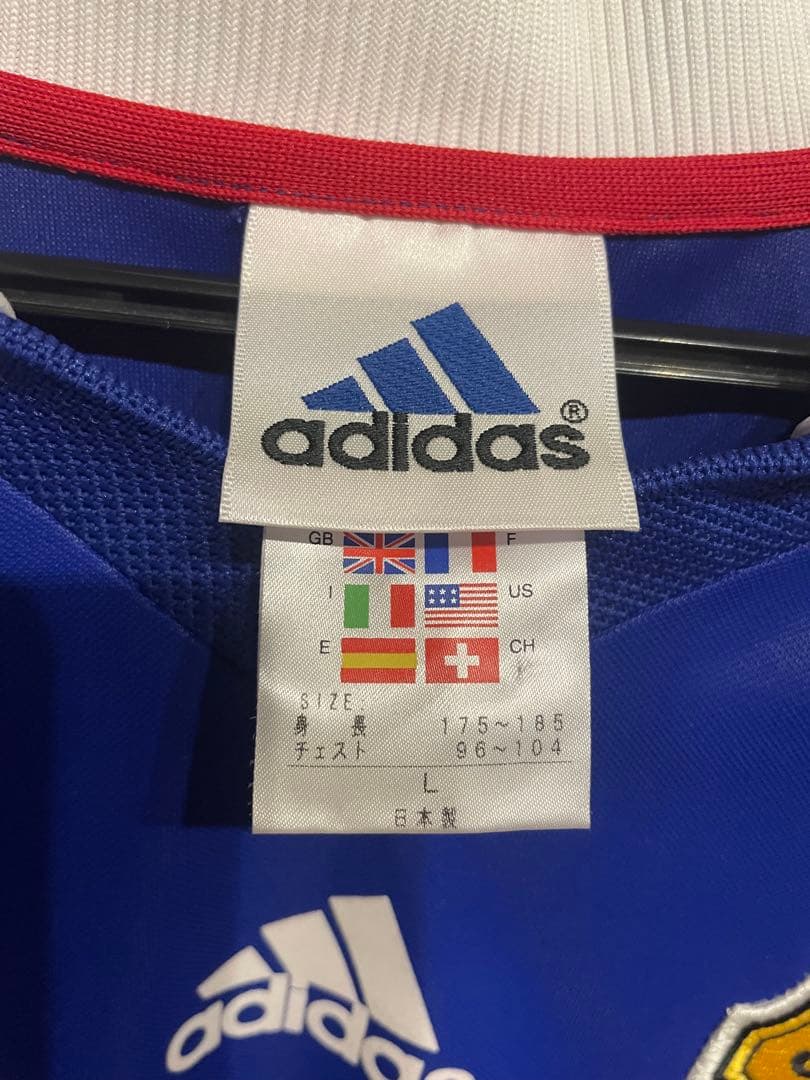 adidas®
GB F
I US
E CH
SIZE.
身長 175~185
チェスト 96~104
L
日本製
adidas